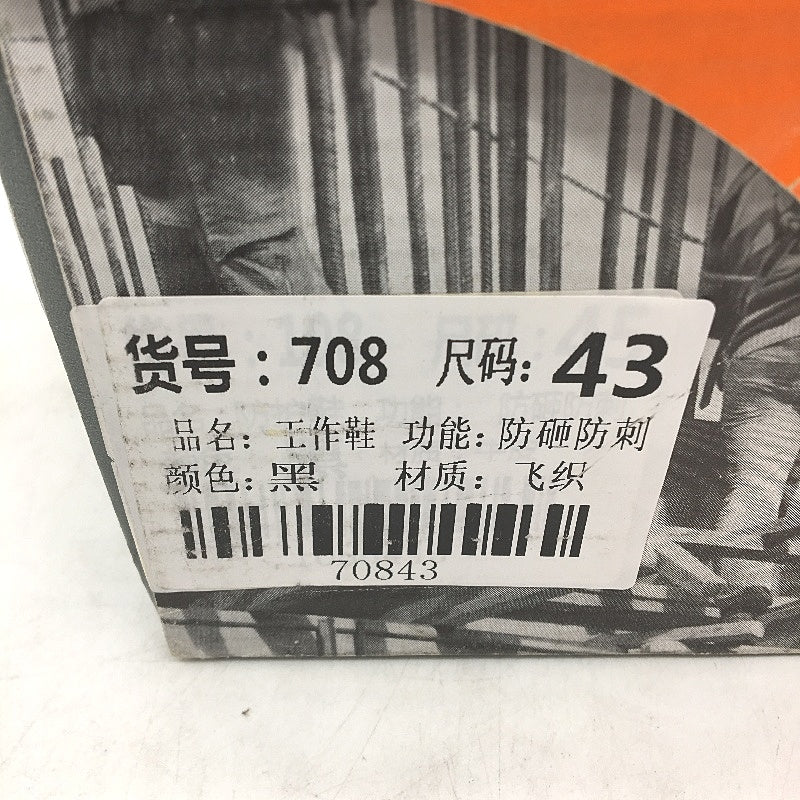 货号：708 尺码：43
品名：工作鞋 功能：防砸防刺
颜色：黑 材质：飞织
70843